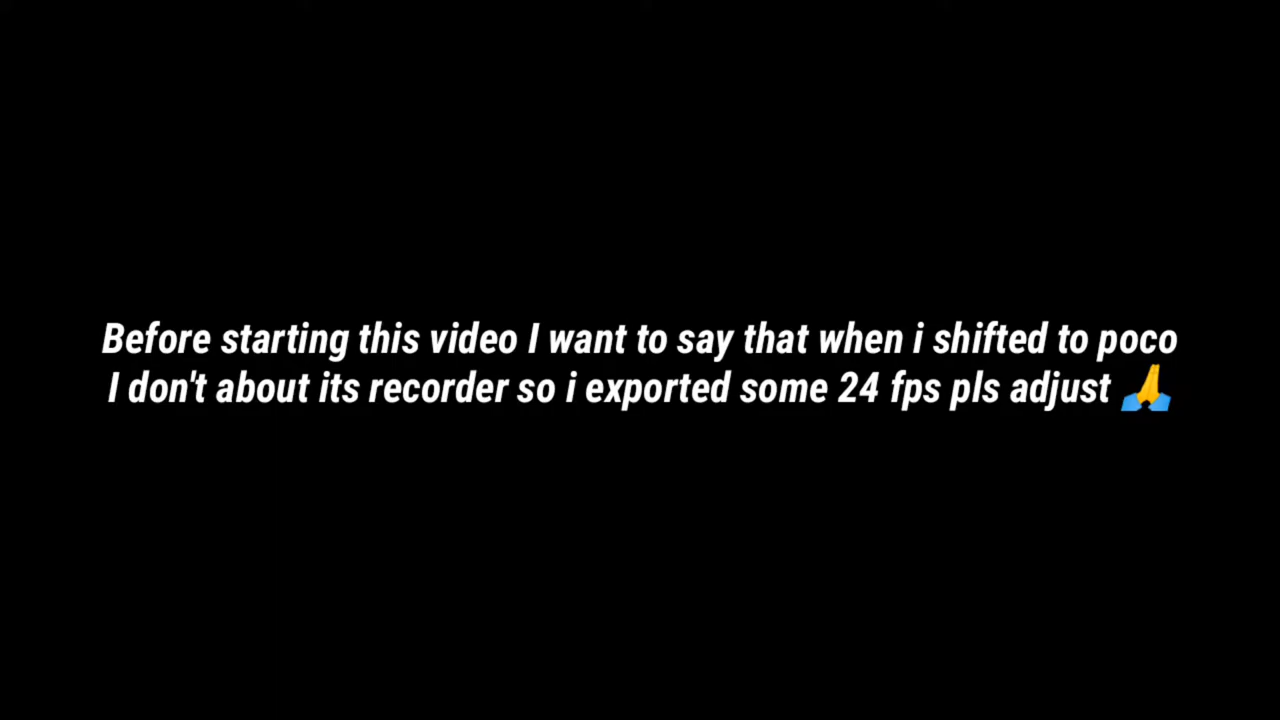 Before starting this video I want to say that when i shifted to poco
I don't about its recorder so i exported some 24 fps pls adjust 🙏